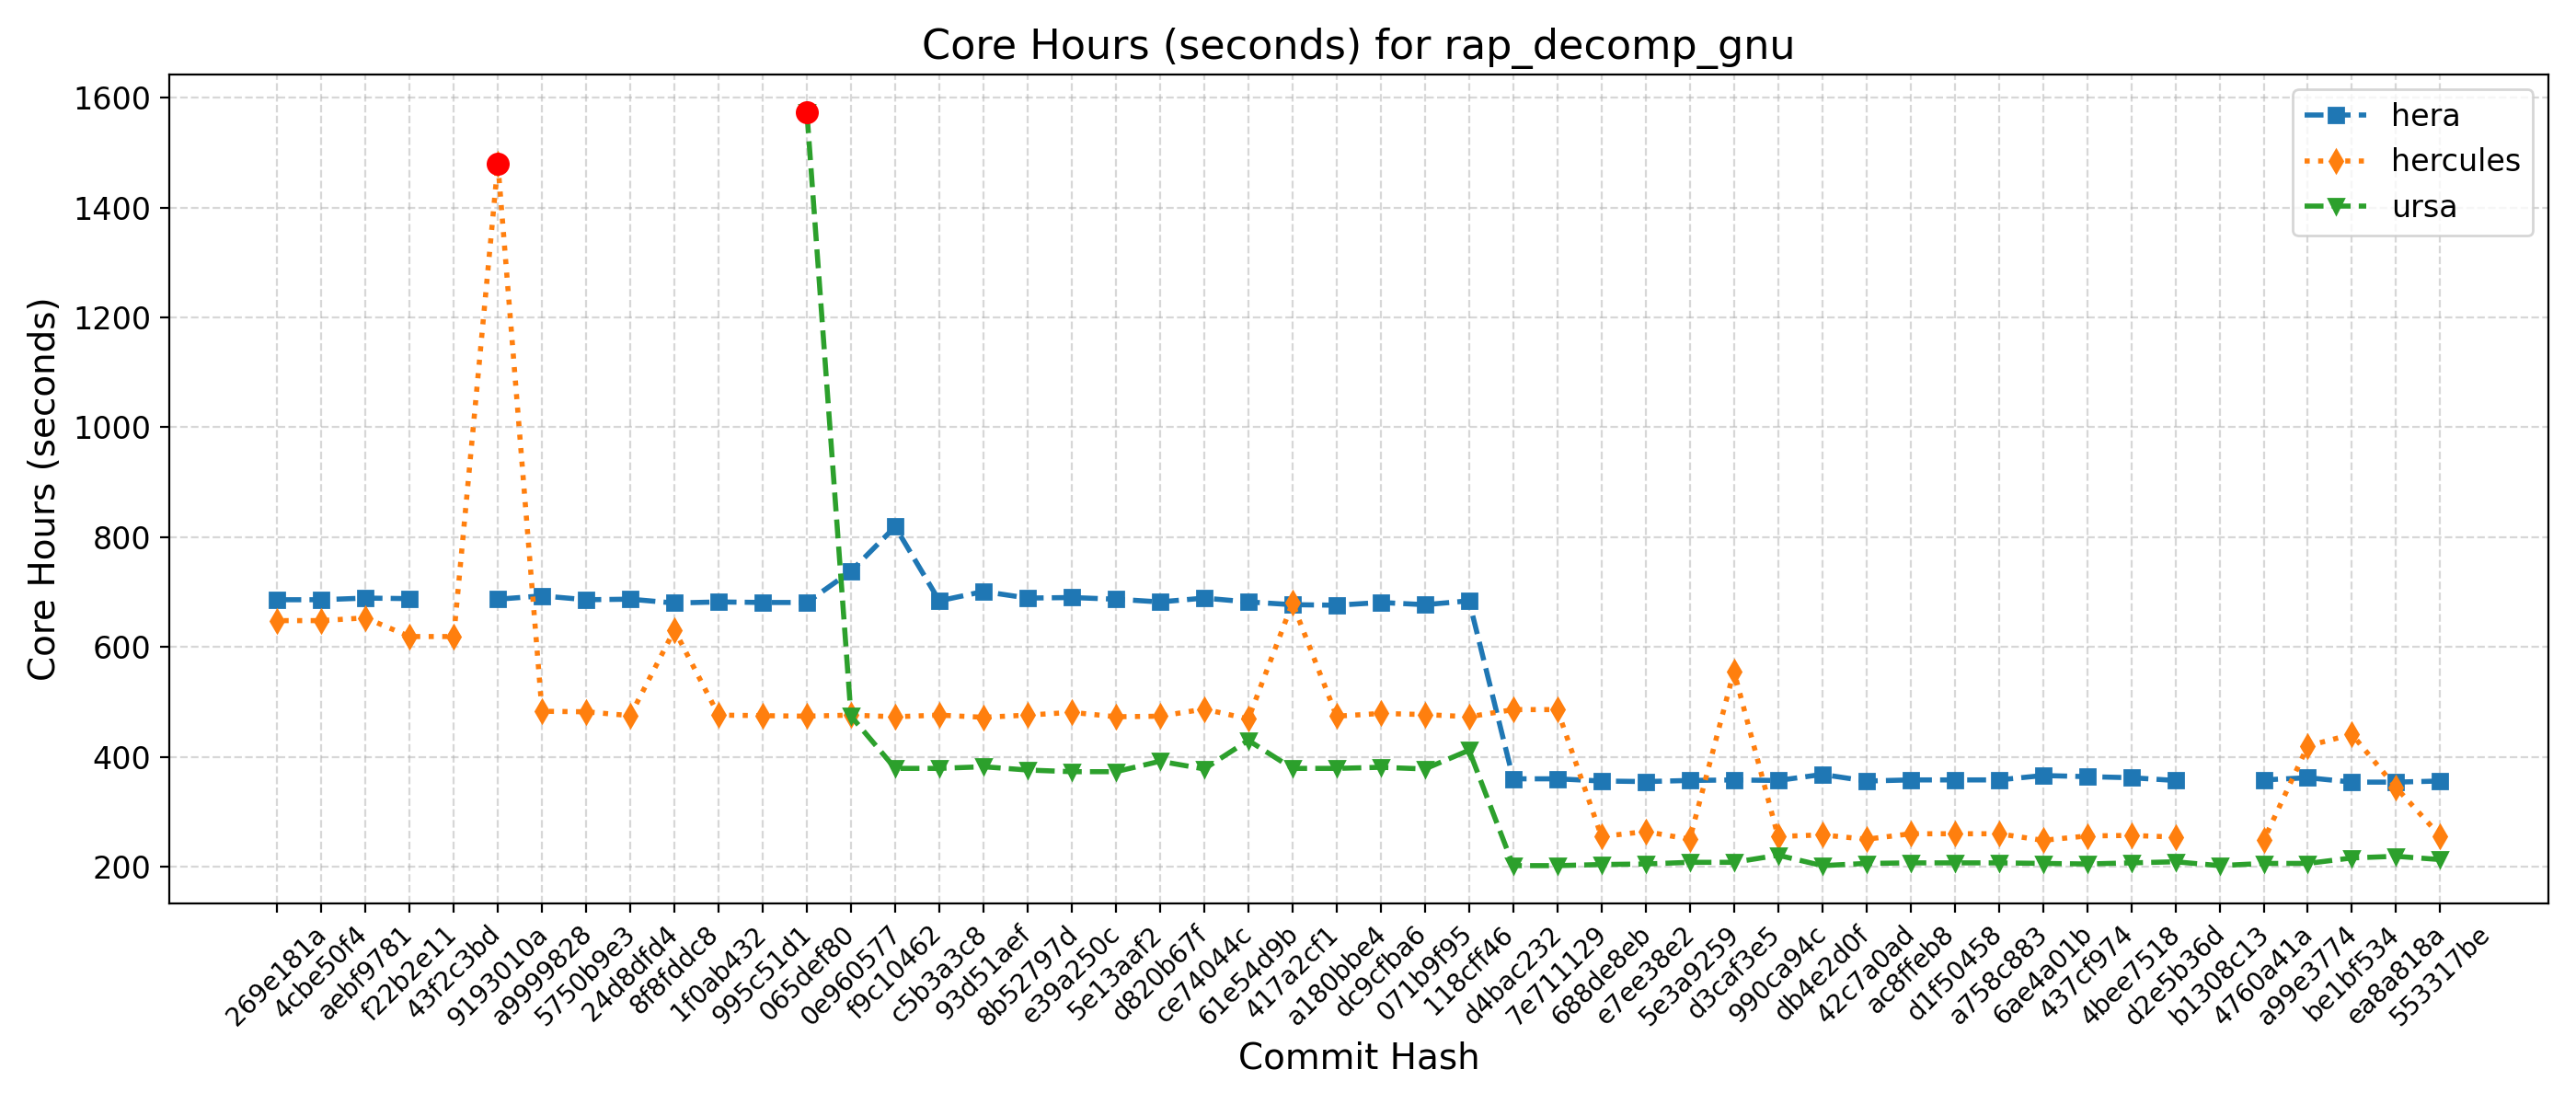 Core Hours (seconds) for rap_decomp_gnu
Core Hours (seconds)
1600
1400
1200
1000
800
600
400
200
hera
hercules
ursa
269e181a
4cbe50f4
aebf9781
f22b2e11
43f2c3bd
9193010a
a9999828
5750b9e3
24d8dfd4
8f8fddc8
1f0ab432
995c51d1
065def80
0e960577
f9c10462
c5b3a3c8
93d51aef
8b52797d
e39a250c
5e13aaf2
d820b67f
ce74044c
61e54d9b
417a2cf1
a180bbe4
dc9cfba6
071b9f95
118cff46
d4bac232
7e711129
688de8eb
e7ee38e2
5e3a9259
d3caf3e5
990ca94c
db4e2d0f
42c7a0ad
ac8ffeb8
d1f50458
a758c883
6ae4a01b
437cf974
4bee7518
d2e5b36d
b1308c13
4760a41a
a99e3774
be1bf534
ea8a818a
553317be
Commit Hash